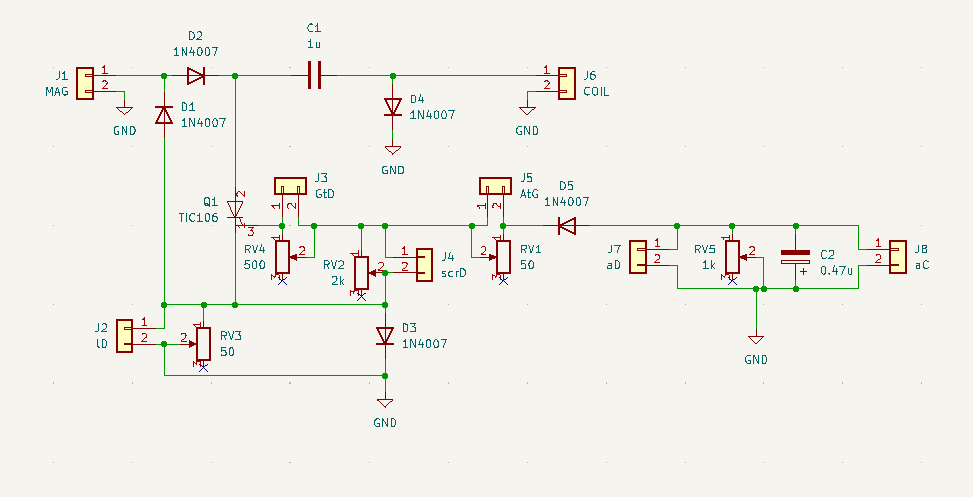 C1
1u
D2
1N4007
J1
MAG
1
2
GND
D1
1N4007
D4
1N4007
GND
1
2
J6
COIL
GND
Q1
TIC106
2
3
J3
GtD
1
2
J5
AtG
1
2
D5
1N4007
RV4
500
1
2
3
RV2
2k
1
2
3
1
2
J4
scrD
2
1
3
RV1
50
J7
aD
1
2
RV5
1k
1
2
3
C2
0.47u
+
1
2
J8
aC
GND
J2
lD
1
2
2
1
3
RV3
50
D3
1N4007
GND